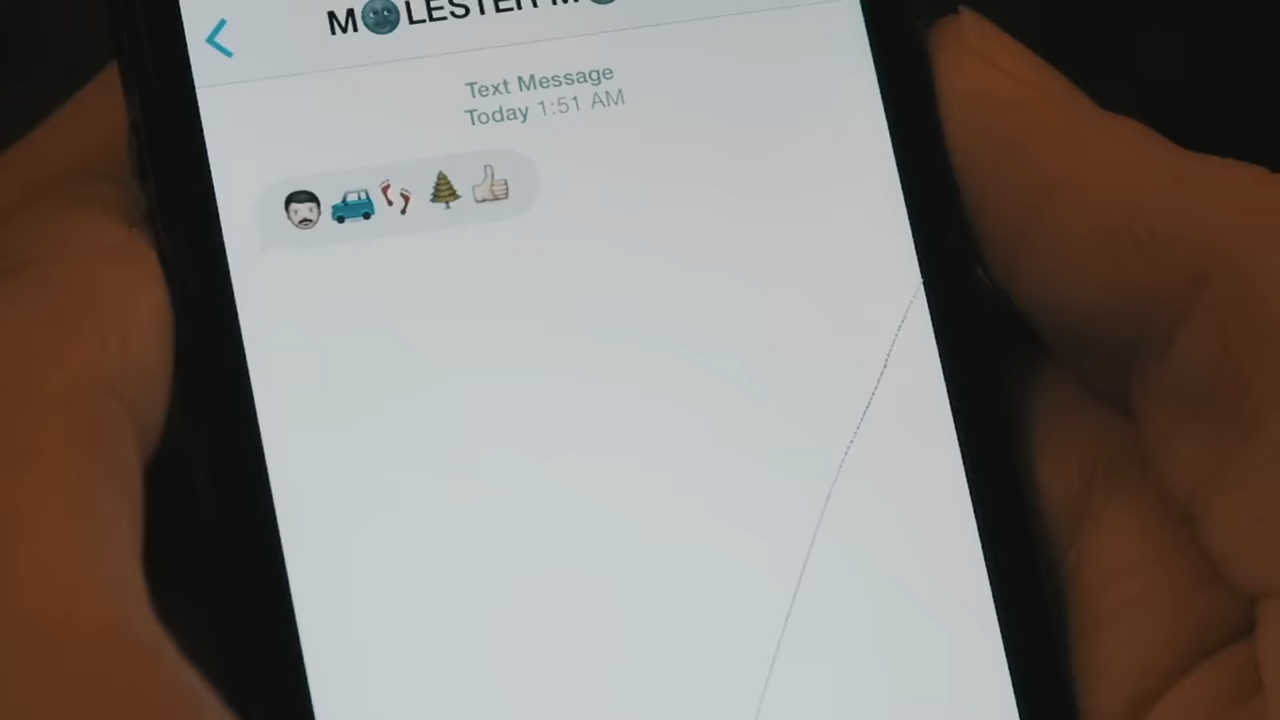 M🌚LESTER M🌚
Text Message
Today 1:51 AM
👨🚙👣🌲👍